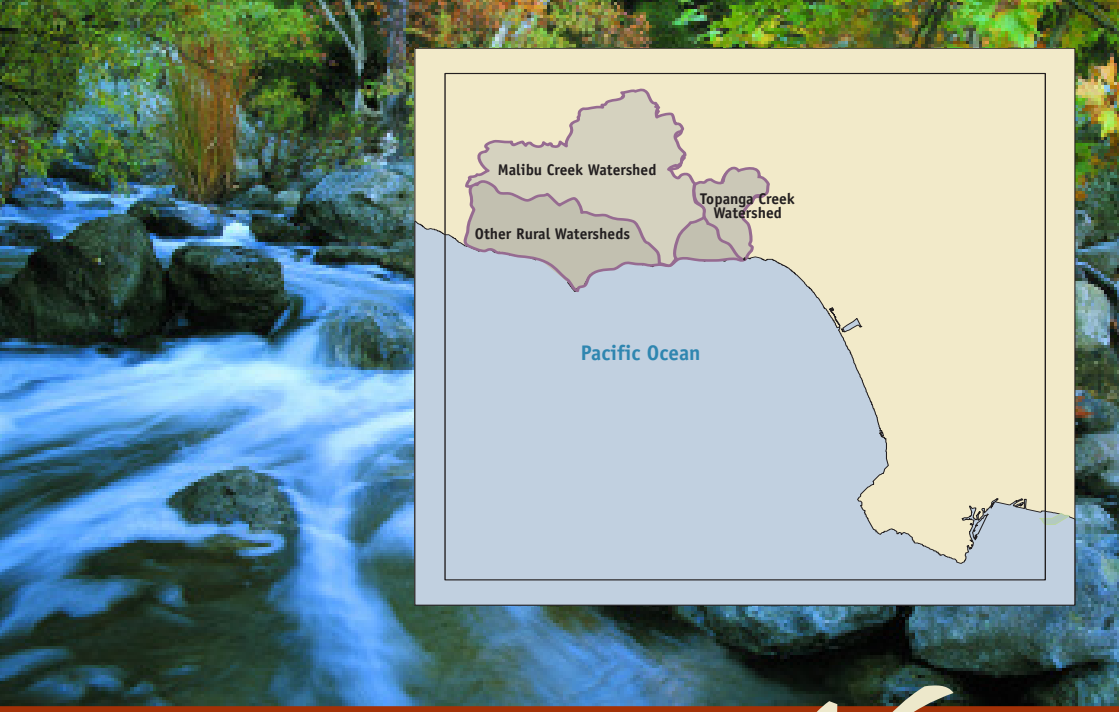 Malibu Creek Watershed
Topanga Creek
Watershed
Other Rural Watersheds
Pacific Ocean